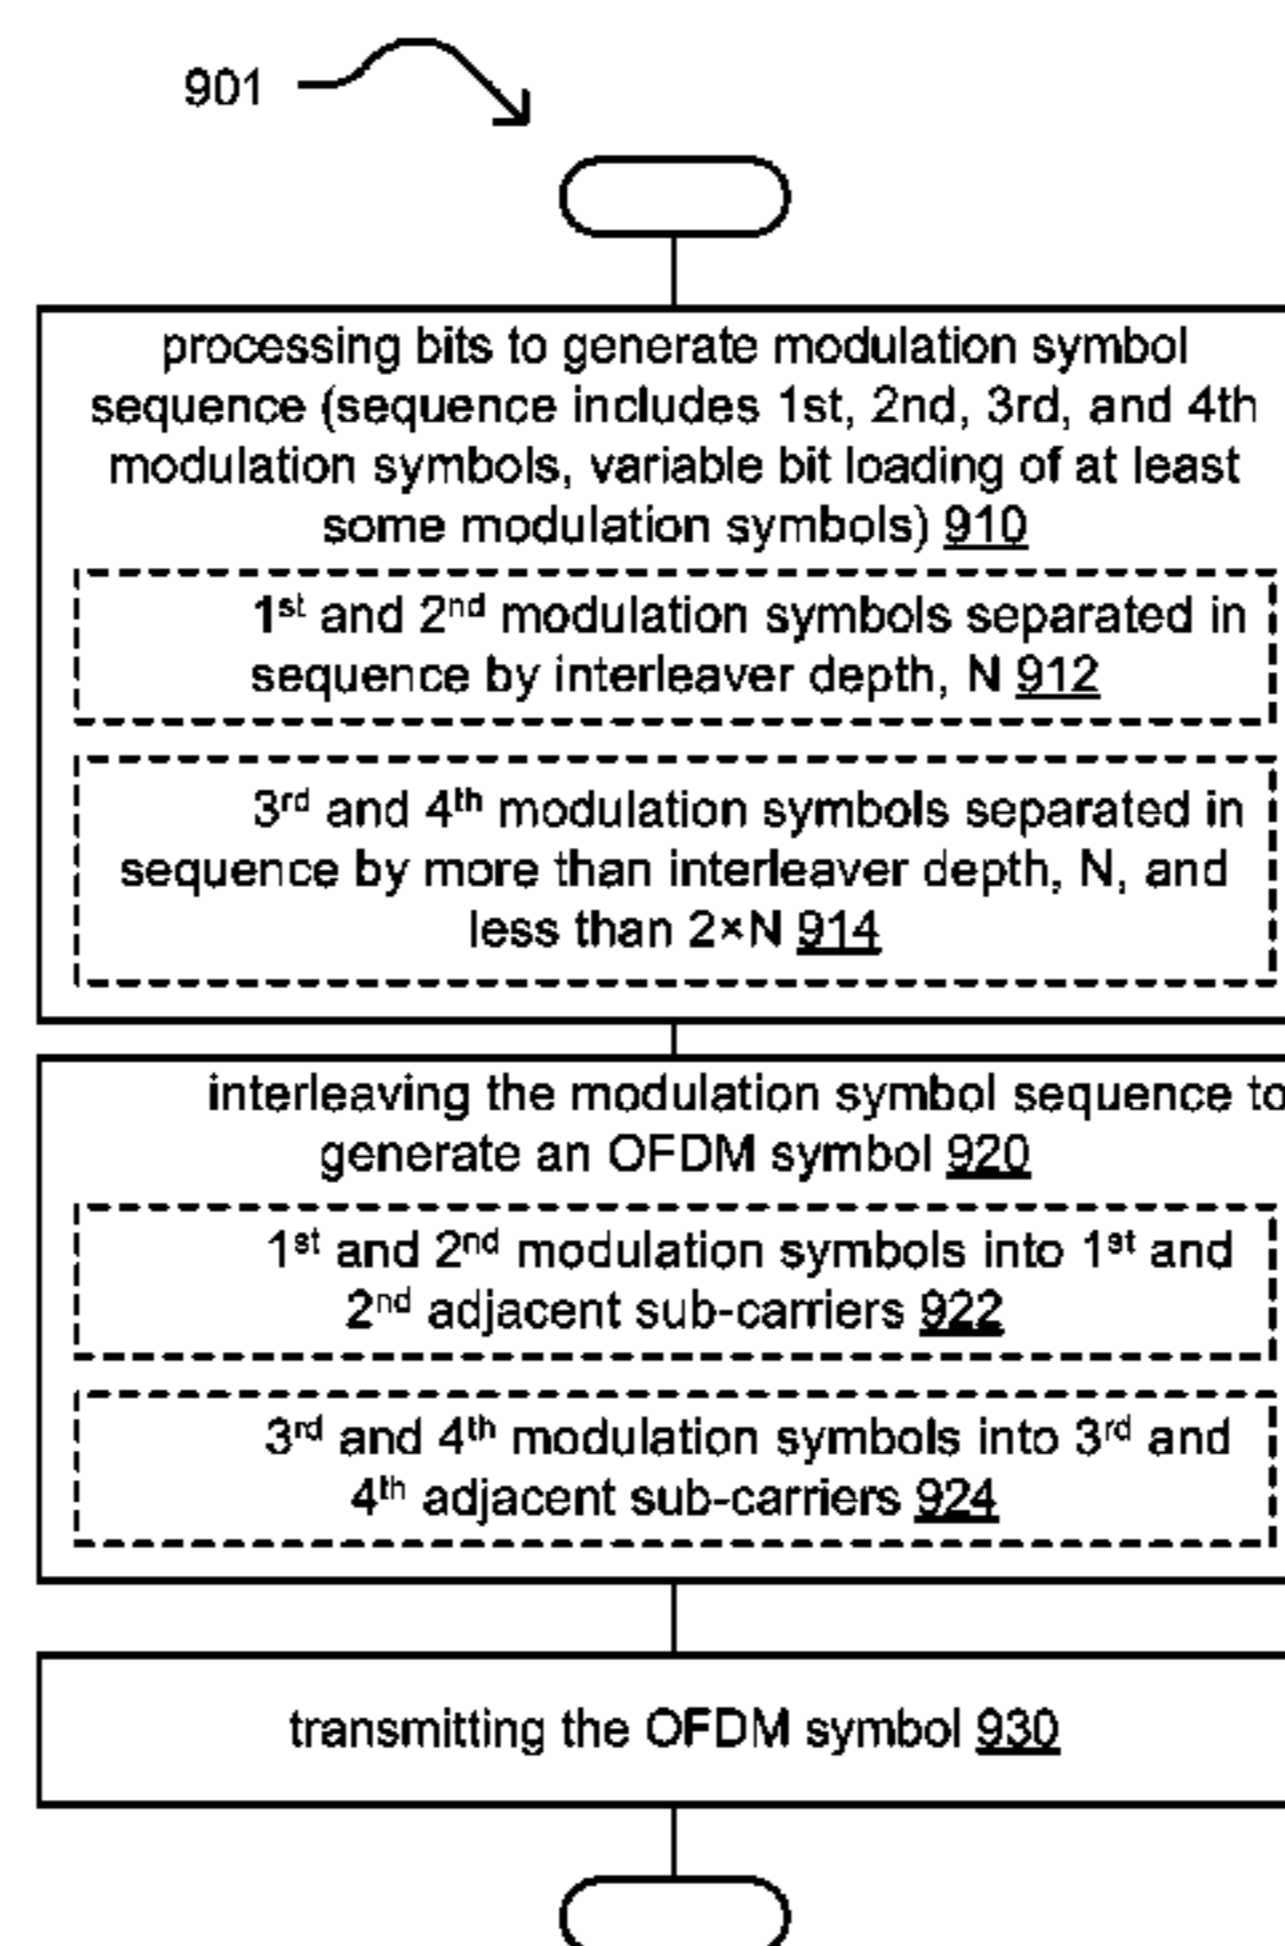 901
processing bits to generate modulation symbol
sequence (sequence includes 1st, 2nd, 3rd, and 4th
modulation symbols, variable bit loading of at least
some modulation symbols) 910
1st and 2nd modulation symbols separated in
sequence by interleaver depth, N 912
3rd and 4th modulation symbols separated in
sequence by more than interleaver depth, N, and
less than 2×N 914
interleaving the modulation symbol sequence to
generate an OFDM symbol 920
1st and 2nd modulation symbols into 1st and
2nd adjacent sub-carriers 922
3rd and 4th modulation symbols into 3rd and
4th adjacent sub-carriers 924
transmitting the OFDM symbol 930